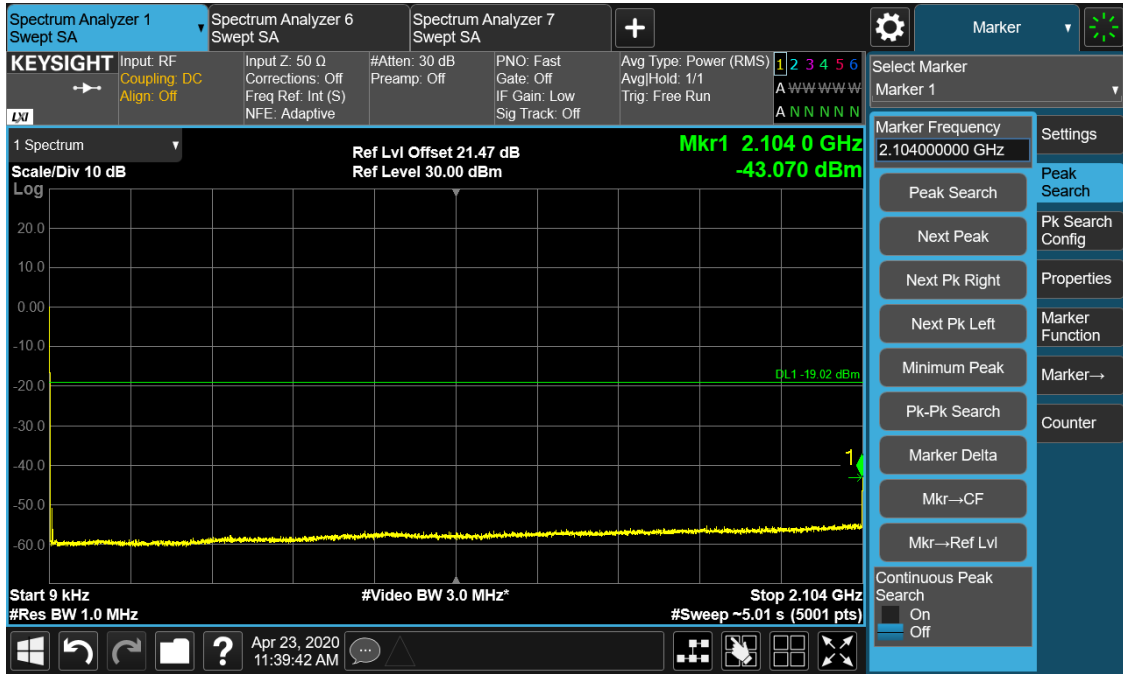 Spectrum Analyzer 1
Swept SA
Spectrum Analyzer 6
Swept SA
Spectrum Analyzer 7
Swept SA
Marker
KEYSIGHT
LXI
Input: RF
Coupling: DC
Align: Off
Input Z: 50 Ω
Corrections: Off
Freq Ref: Int (S)
NFE: Adaptive
#Atten: 30 dB
Preamp: Off
PNO: Fast
Gate: Off
IF Gain: Low
Sig Track: Off
Avg Type: Power (RMS)
Avg|Hold: 1/1
Trig: Free Run
1 2 3 4 5 6
A W W W W W
A N N N N N
Select Marker
Marker 1
1 Spectrum
Scale/Div 10 dB
Log
Ref Lvl Offset 21.47 dB
Ref Level 30.00 dBm
Mkr1 2.104 0 GHz
-43.070 dBm
20.0
10.0
0.00
-10.0
-20.0
-30.0
-40.0
-50.0
-60.0
DL1 -19.02 dBm
1
Start 9 kHz
#Res BW 1.0 MHz
#Video BW 3.0 MHz*
Stop 2.104 GHz
#Sweep ~5.01 s (5001 pts)
Marker Frequency
2.104000000 GHz
Peak Search
Next Peak
Next Pk Right
Next Pk Left
Minimum Peak
Pk-Pk Search
Marker Delta
Mkr→CF
Mkr→Ref Lvl
Continuous Peak
Search
On
Off
Settings
Peak
Search
Pk Search
Config
Properties
Marker
Function
Marker→
Counter
?
Apr 23, 2020
11:39:42 AM